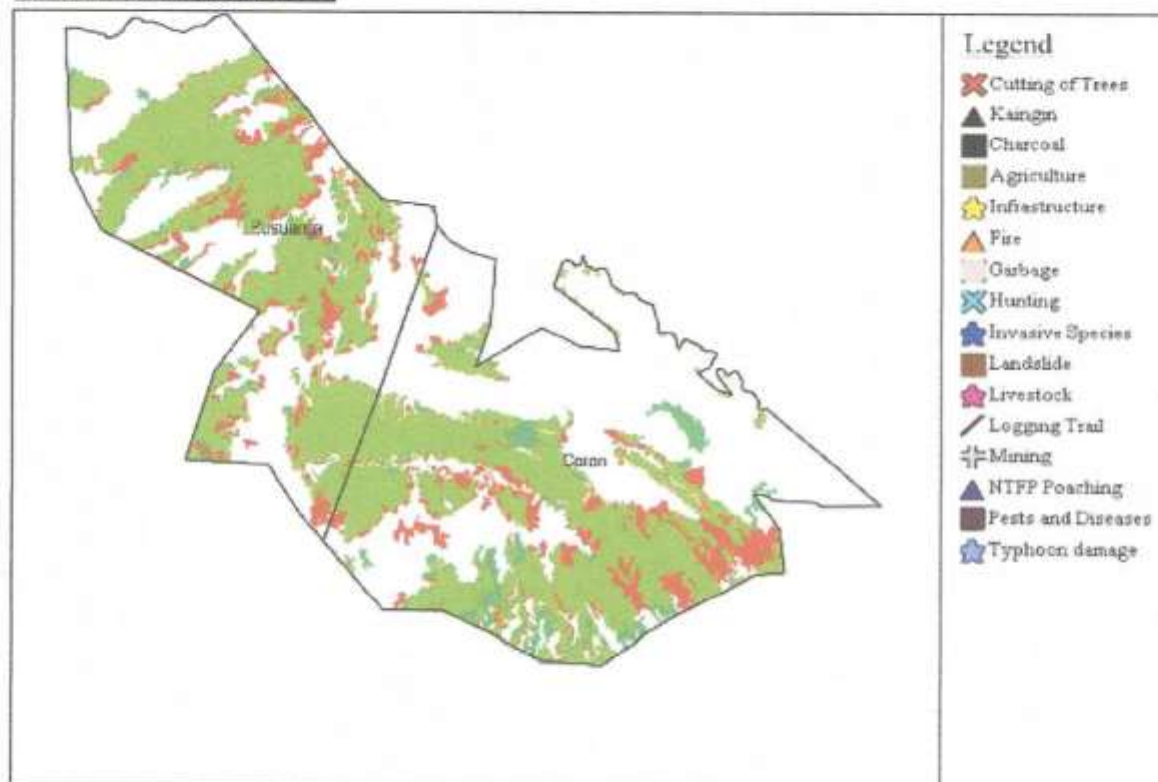 Legend
Cutting of Trees
Kaingin
Charcoal
Agriculture
Infrastructure
Fire
Garbage
Hunting
Invasive Species
Landslide
Livestock
Logging Trail
Mining
NTFP Poaching
Pests and Diseases
Typhoon damage
Busuanga
Coron